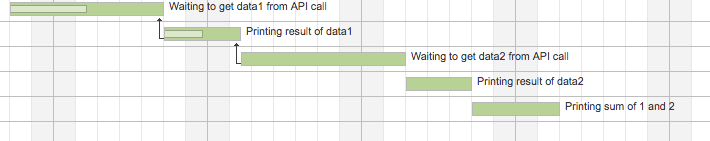 Waiting to get data1 from API call
Printing result of data1
Waiting to get data2 from API call
Printing result of data2
Printing sum of 1 and 2